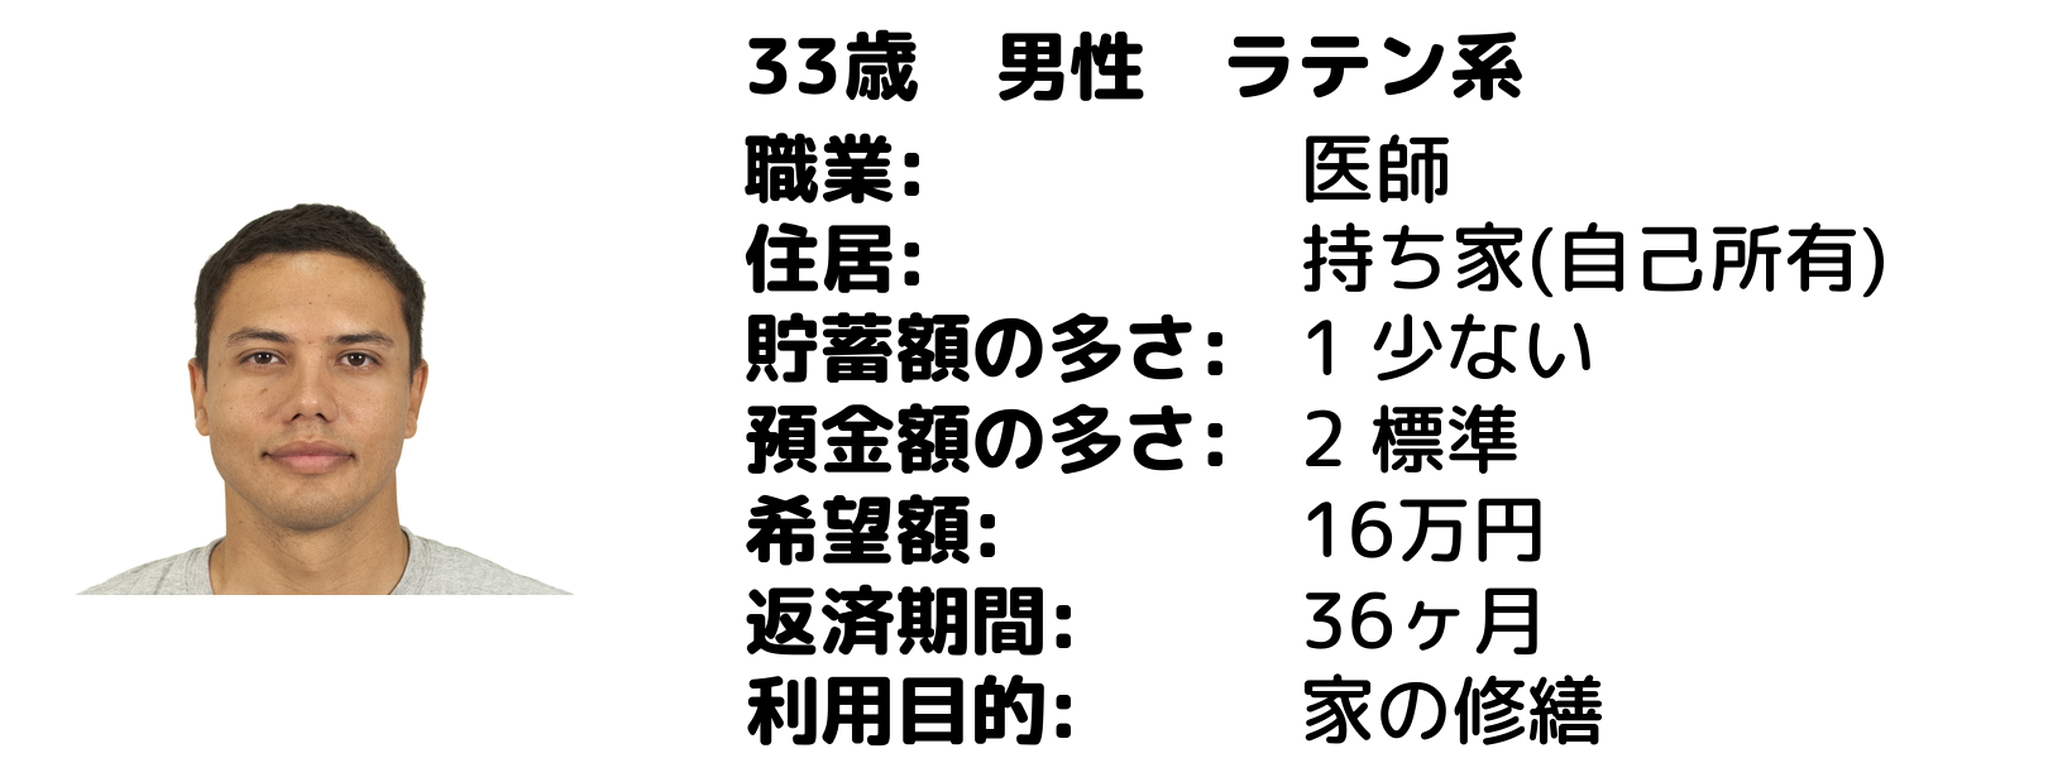 33歳　男性　ラテン系
職業: 医師
住居: 持ち家(自己所有)
貯蓄額の多さ: 1 少ない
預金額の多さ: 2 標準
希望額: 16万円
返済期間: 36ヶ月
利用目的: 家の修繕